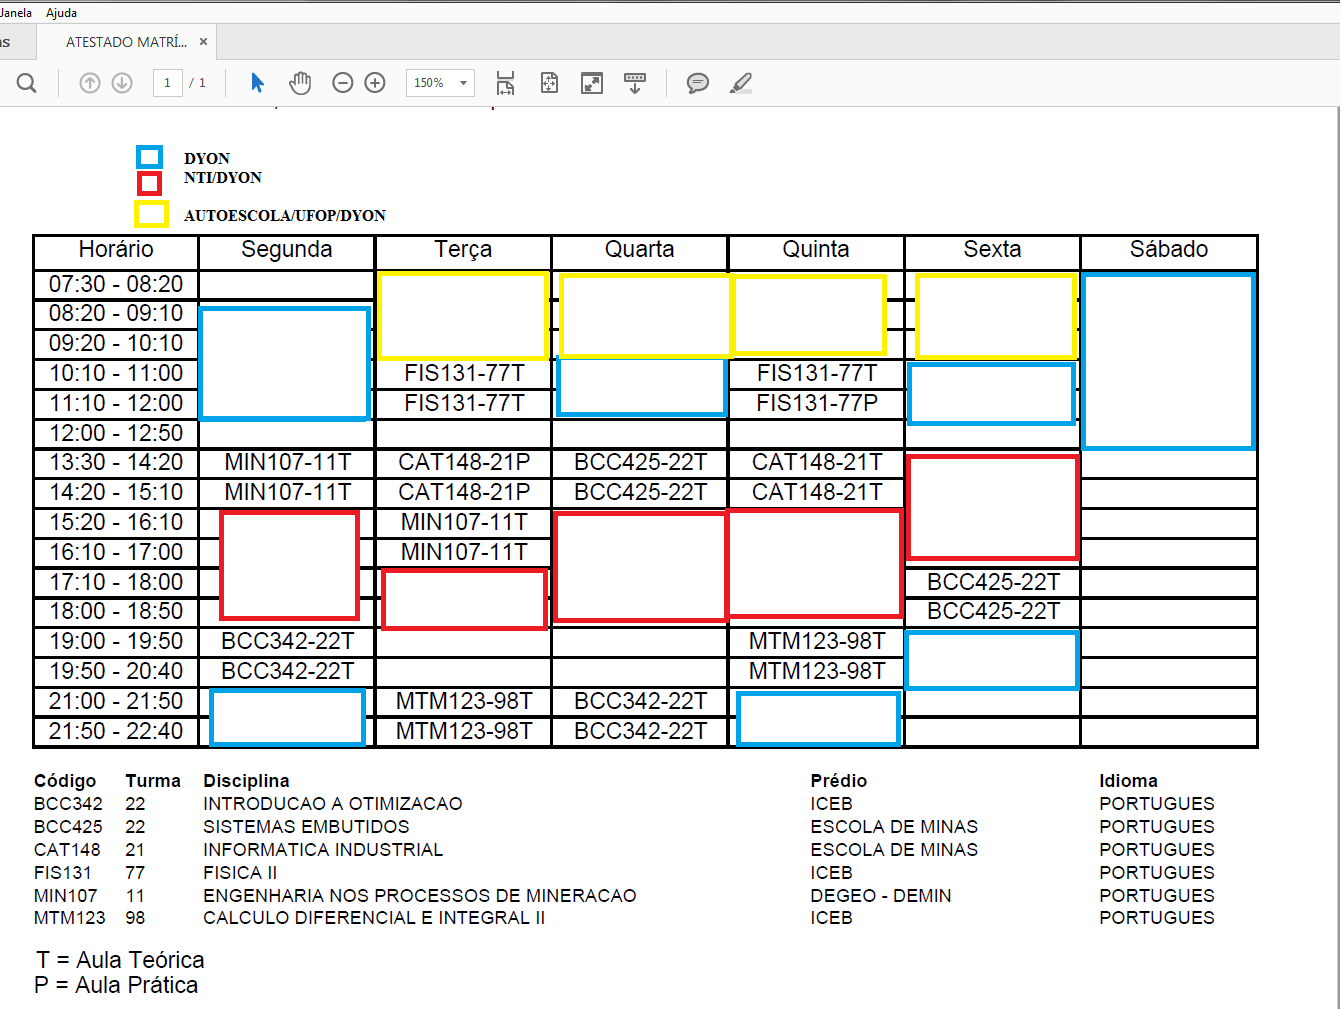 Janela Ajuda
as ATESTADO MATRÍ... ×
1 / 1 150%
DYON
NTI/DYON
AUTOESCOLA/UFOP/DYON
Horário Segunda Terça Quarta Quinta Sexta Sábado
07:30 - 08:20
08:20 - 09:10
09:20 - 10:10
10:10 - 11:00 FIS131-77T FIS131-77T
11:10 - 12:00 FIS131-77T FIS131-77P
12:00 - 12:50
13:30 - 14:20 MIN107-11T CAT148-21P BCC425-22T CAT148-21T
14:20 - 15:10 MIN107-11T CAT148-21P BCC425-22T CAT148-21T
15:20 - 16:10 MIN107-11T
16:10 - 17:00 MIN107-11T
17:10 - 18:00 BCC425-22T
18:00 - 18:50 BCC425-22T
19:00 - 19:50 BCC342-22T MTM123-98T
19:50 - 20:40 BCC342-22T MTM123-98T
21:00 - 21:50 MTM123-98T BCC342-22T
21:50 - 22:40 MTM123-98T BCC342-22T
Código Turma Disciplina Prédio Idioma
BCC342 22 INTRODUCAO A OTIMIZACAO ICEB PORTUGUES
BCC425 22 SISTEMAS EMBUTIDOS ESCOLA DE MINAS PORTUGUES
CAT148 21 INFORMATICA INDUSTRIAL ESCOLA DE MINAS PORTUGUES
FIS131 77 FISICA II ICEB PORTUGUES
MIN107 11 ENGENHARIA NOS PROCESSOS DE MINERACAO DEGEO - DEMIN PORTUGUES
MTM123 98 CALCULO DIFERENCIAL E INTEGRAL II ICEB PORTUGUES
T = Aula Teórica
P = Aula Prática